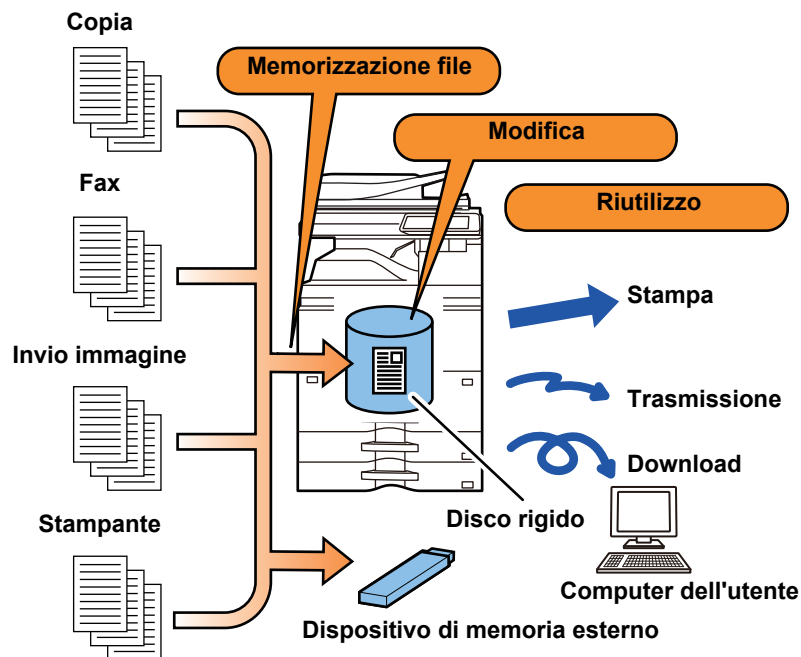 Copia
Memorizzazione file
Modifica
Fax
Riutilizzo
Stampa
Invio immagine
Trasmissione
Download
Stampante
Disco rigido
Computer dell'utente
Dispositivo di memoria esterno